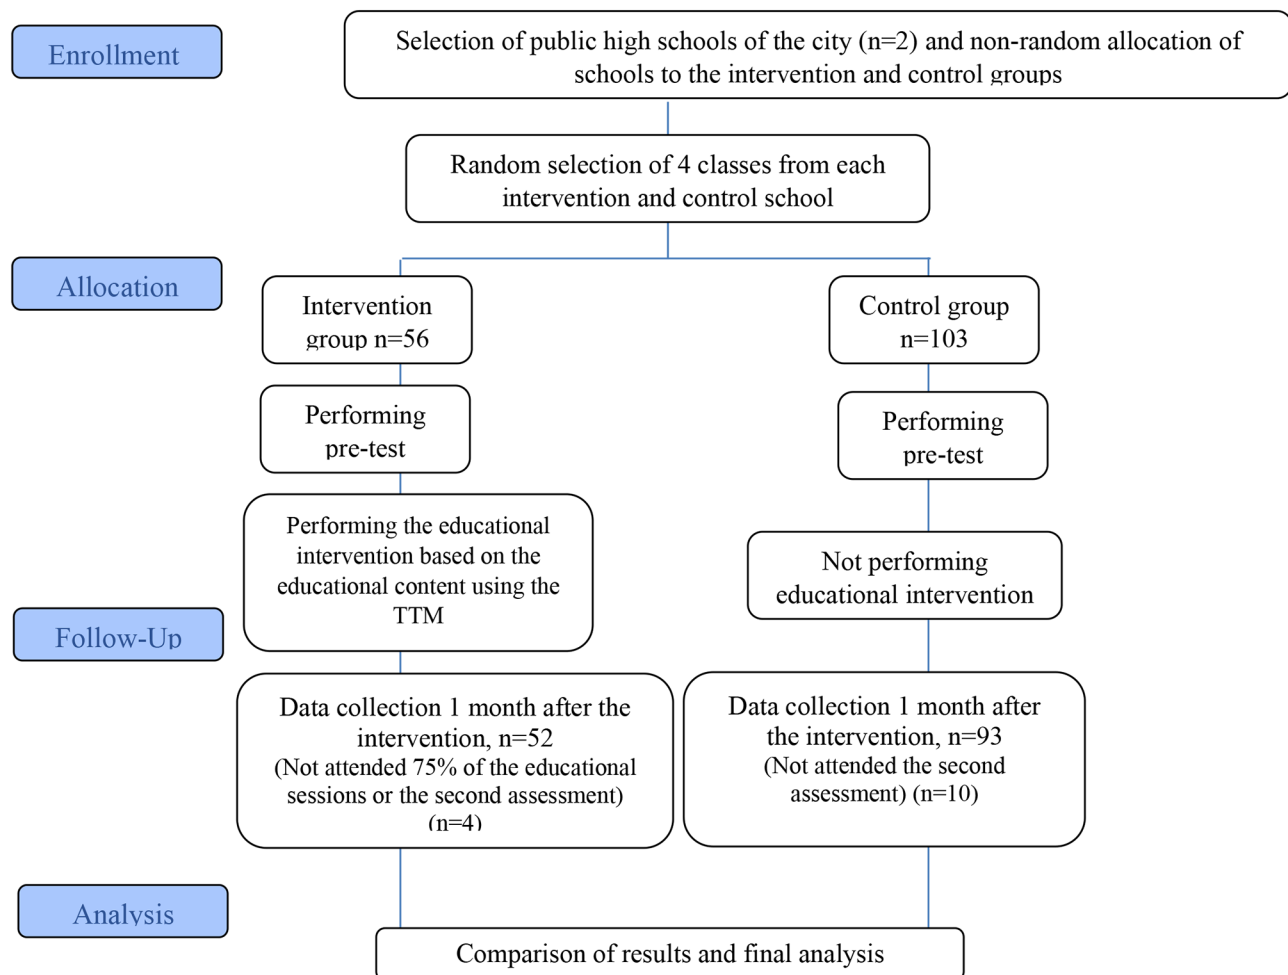 Enrollment
Selection of public high schools of the city (n=2) and non-random allocation of
schools to the intervention and control groups
Random selection of 4 classes from each
intervention and control school
Allocation
Intervention
group n=56
Control group
n=103
Performing
pre-test
Performing
pre-test
Performing the educational
intervention based on the
educational content using the
TTM
Not performing
educational intervention
Follow-Up
Data collection 1 month after the
intervention, n=52
(Not attended 75% of the educational
sessions or the second assessment)
(n=4)
Data collection 1 month after
the intervention, n=93
(Not attended the second
assessment) (n=10)
Analysis
Comparison of results and final analysis